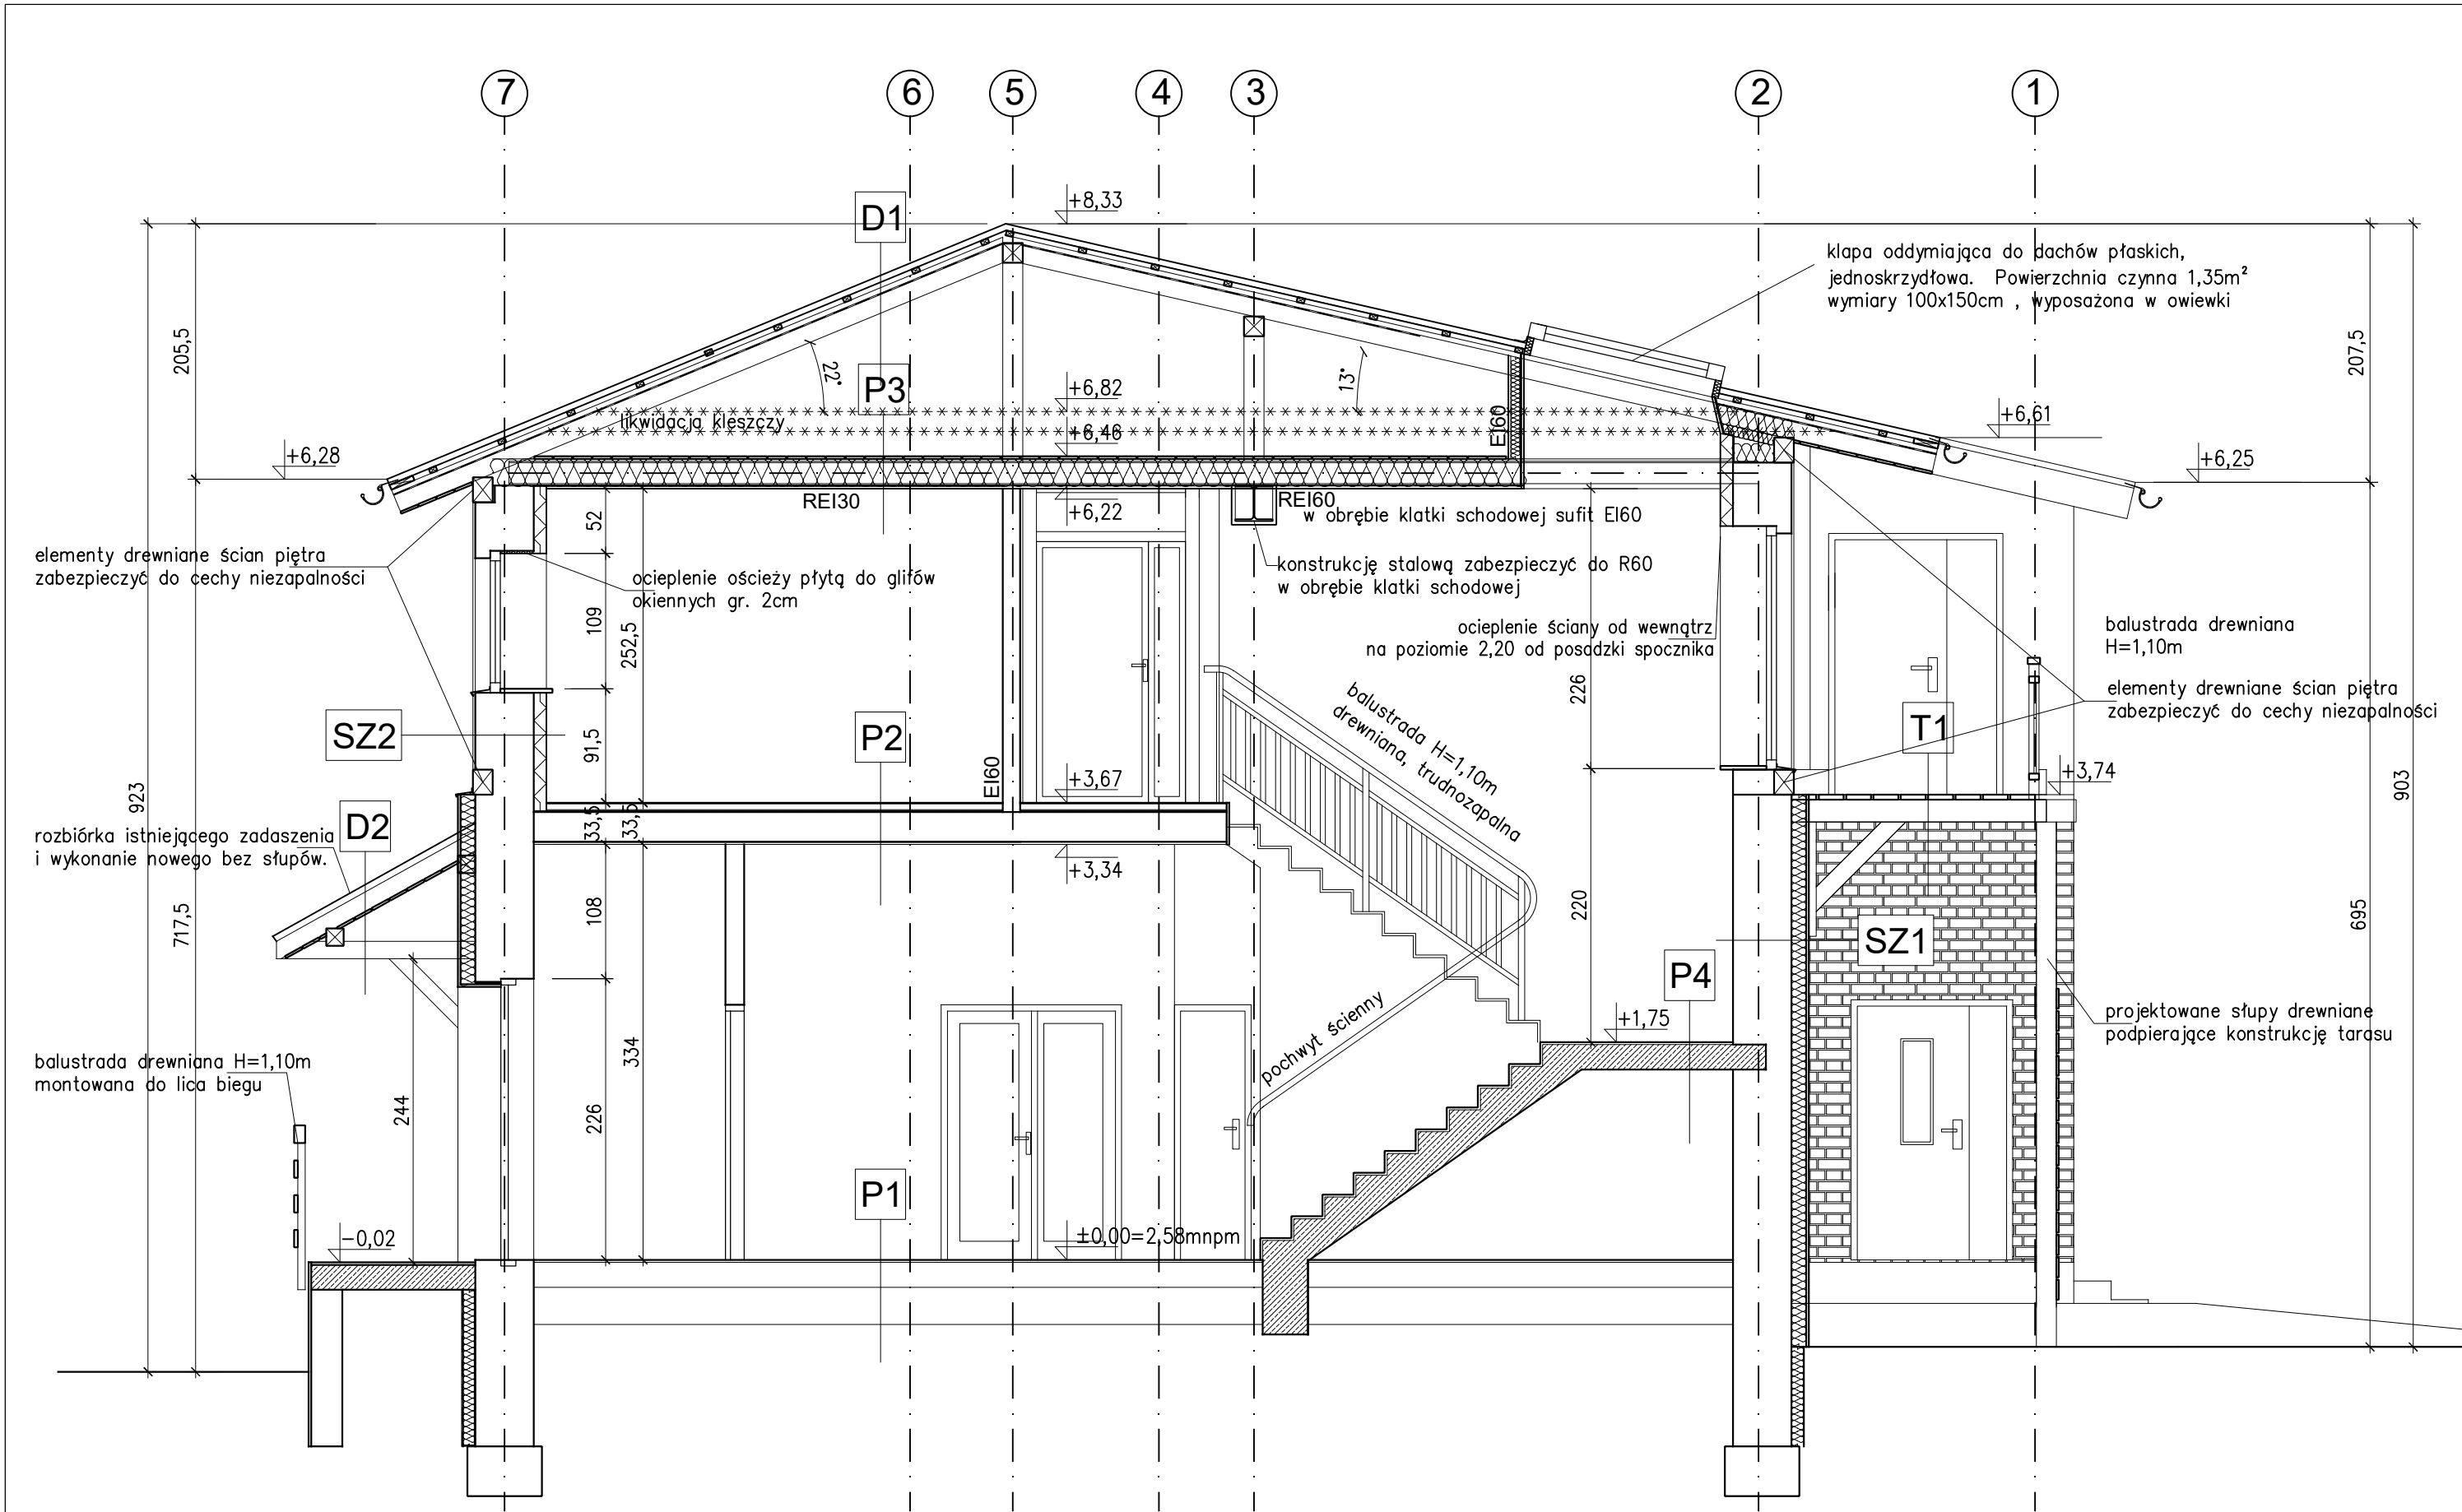 7
6
5
4
3
2
1
D1
+8,33
klapa oddymiająca do dachów płaskich,
jednoskrzydłowa. Powierzchnia czynna 1,35m²
wymiary 100x150cm , wyposażona w owiewki
205,5
207,5
22°
13°
P3
+6,82
likwidacja kleszczy
+6,46
EI60
+6,61
+6,28
+6,25
REI30
+6,22
REI60
w obrębie klatki schodowej sufit EI60
52
elementy drewniane ścian piętra
zabezpieczyć do cechy niezapalności
ocieplenie ościeży płytą do glifów
okiennych gr. 2cm
konstrukcję stalową zabezpieczyć do R60
w obrębie klatki schodowej
109
252,5
ocieplenie ściany od wewnątrz
na poziomie 2,20 od posadzki spocznika
balustrada drewniana
H=1,10m
226
balustrada H=1,10m
drewniana, trudnozapalna
elementy drewniane ścian piętra
zabezpieczyć do cechy niezapalności
SZ2
91,5
P2
T1
EI60
+3,67
+3,74
923
903
D2
33,5
33,5
rozbiórka istniejącego zadaszenia
i wykonanie nowego bez słupów.
+3,34
717,5
108
220
695
SZ1
P4
+1,75
projektowane słupy drewniane
podpierające konstrukcję tarasu
pochwyt ścienny
334
balustrada drewniana H=1,10m
montowana do lica biegu
244
226
P1
-0,02
±0,00=2,58mnpm